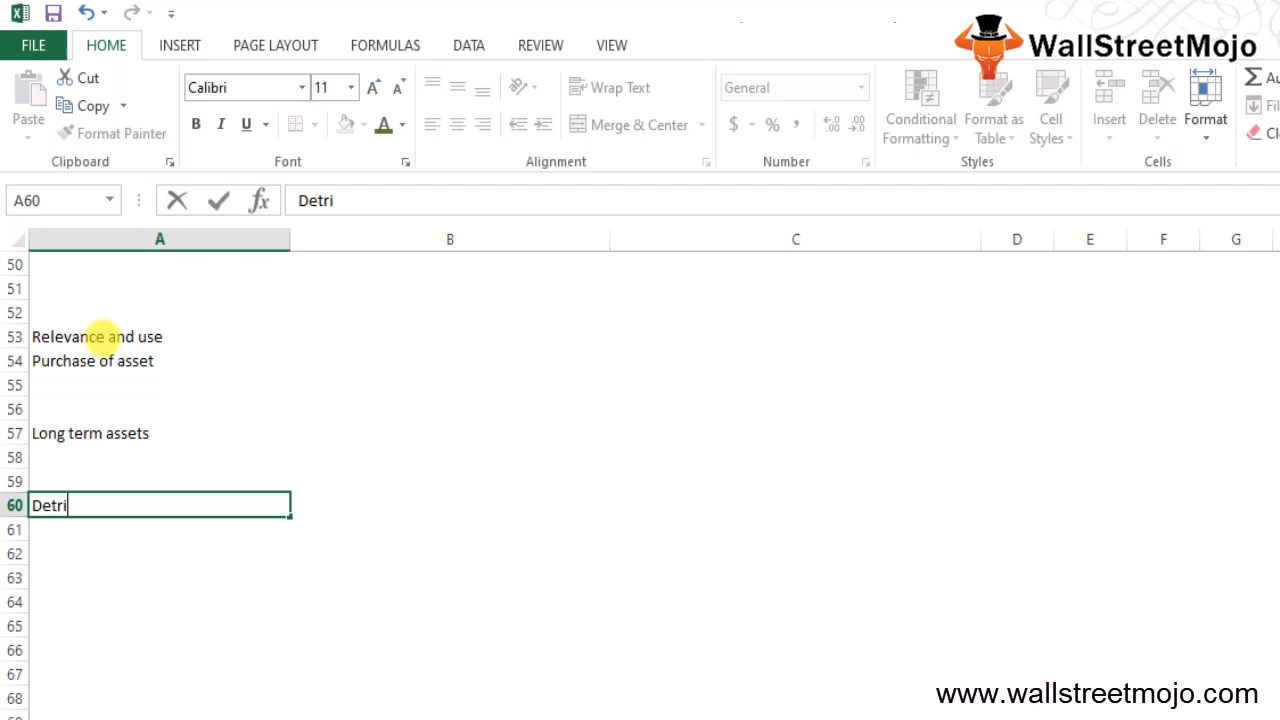 FILE HOME INSERT PAGE LAYOUT FORMULAS DATA REVIEW VIEW
WallStreetMojo
Cut
Copy
Format Painter
Paste
Clipboard
Calibri 11
B I U
Font
Wrap Text
Merge & Center
Alignment
General
$ % ,
Number
Conditional Formatting
Format as Table
Cell Styles
Styles
Insert Delete Format
Cells
A60 fx Detri
A B C D E F G
50
51
52
53 Relevance and use
54 Purchase of asset
55
56
57 Long term assets
58
59
60 Detri
61
62
63
64
65
66
67
68
www.wallstreetmojo.com